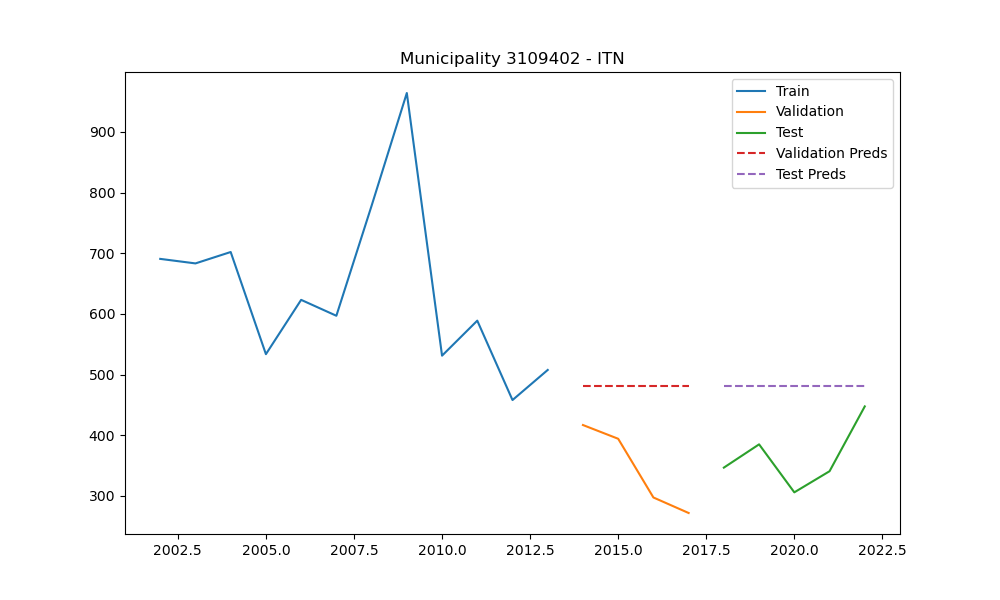 Municipality 3109402 - ITN
Train
Validation
Test
Validation Preds
Test Preds
900
800
700
600
500
400
300
2002.5 2005.0 2007.5 2010.0 2012.5 2015.0 2017.5 2020.0 2022.5